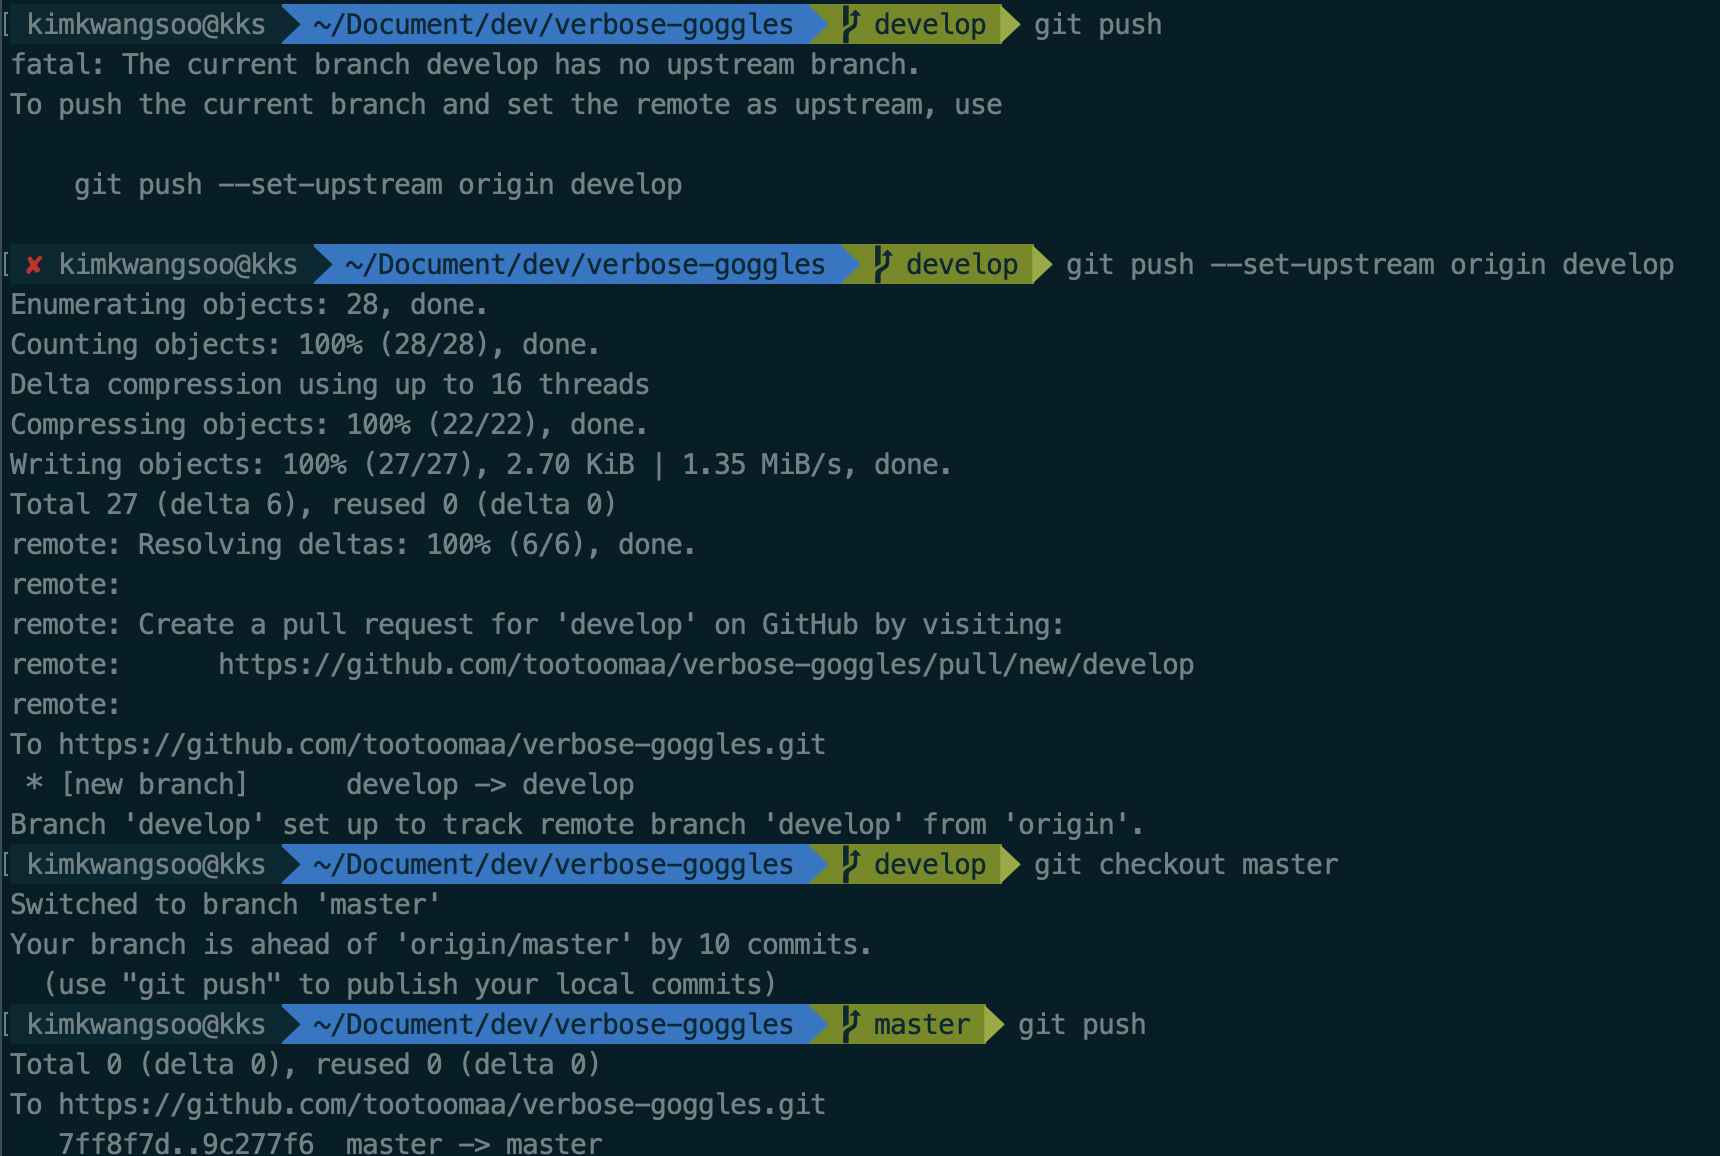 kimkwangsoo@kks ~/Document/dev/verbose-goggles develop git push
fatal: The current branch develop has no upstream branch.
To push the current branch and set the remote as upstream, use
git push --set-upstream origin develop
✘ kimkwangsoo@kks ~/Document/dev/verbose-goggles develop git push --set-upstream origin develop
Enumerating objects: 28, done.
Counting objects: 100% (28/28), done.
Delta compression using up to 16 threads
Compressing objects: 100% (22/22), done.
Writing objects: 100% (27/27), 2.70 KiB | 1.35 MiB/s, done.
Total 27 (delta 6), reused 0 (delta 0)
remote: Resolving deltas: 100% (6/6), done.
remote:
remote: Create a pull request for 'develop' on GitHub by visiting:
remote:      https://github.com/tootoomaa/verbose-goggles/pull/new/develop
remote:
To https://github.com/tootoomaa/verbose-goggles.git
 * [new branch]      develop -> develop
Branch 'develop' set up to track remote branch 'develop' from 'origin'.
kimkwangsoo@kks ~/Document/dev/verbose-goggles develop git checkout master
Switched to branch 'master'
Your branch is ahead of 'origin/master' by 10 commits.
  (use "git push" to publish your local commits)
kimkwangsoo@kks ~/Document/dev/verbose-goggles master git push
Total 0 (delta 0), reused 0 (delta 0)
To https://github.com/tootoomaa/verbose-goggles.git
   7ff8f7d..9c277f6  master -> master